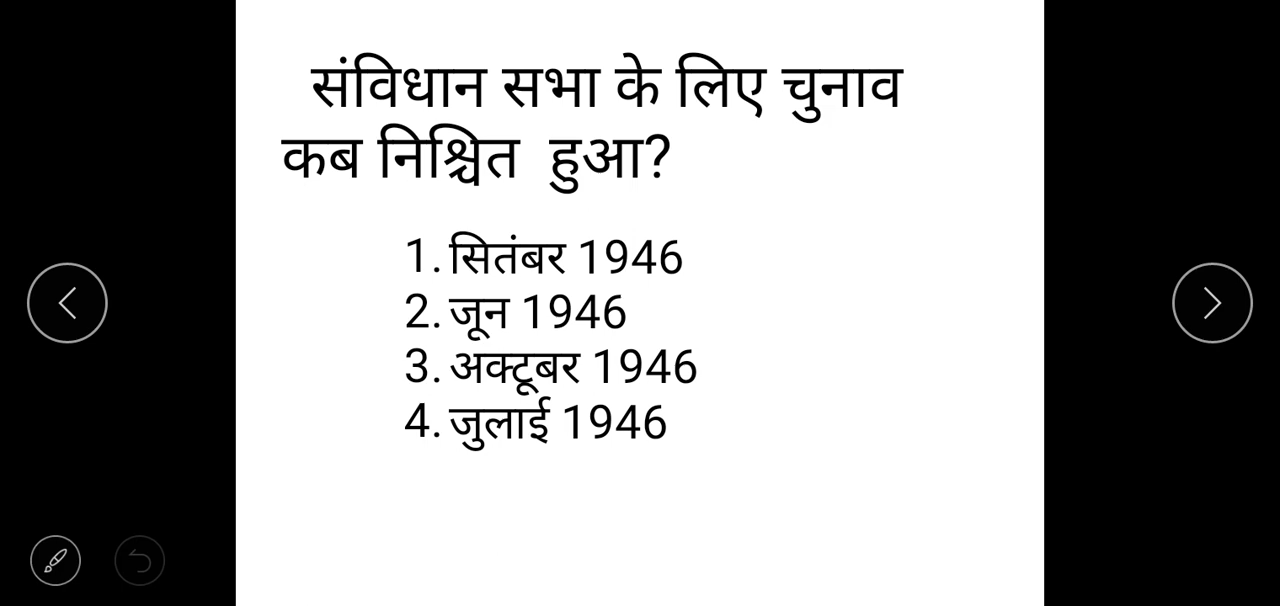 संविधान सभा के लिए चुनाव
कब निश्चित हुआ?
1. सितंबर 1946
2. जून 1946
3. अक्टूबर 1946
4. जुलाई 1946